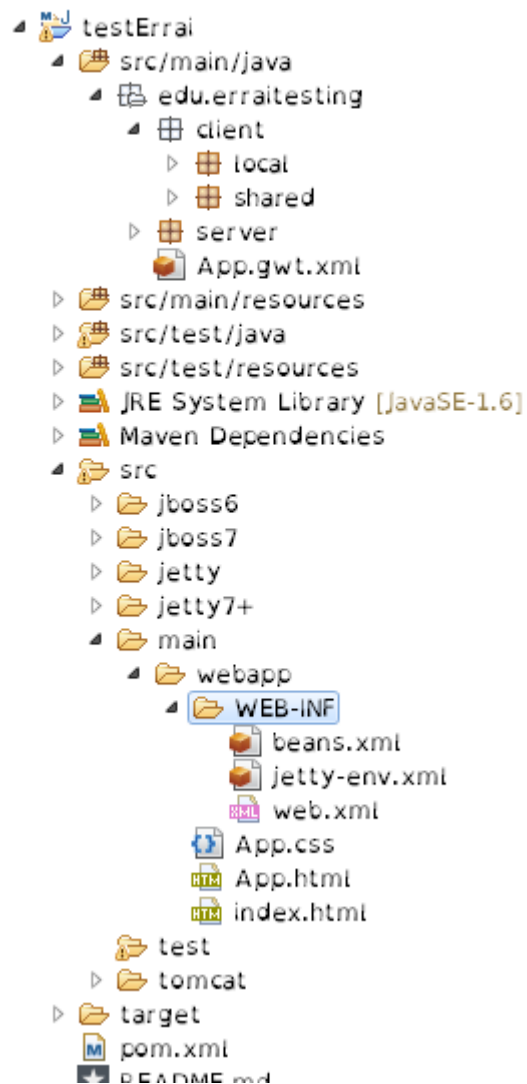 testErrai
src/main/java
edu.erraitesting
client
local
shared
server
App.gwt.xml
src/main/resources
src/test/java
src/test/resources
JRE System Library [JavaSE-1.6]
Maven Dependencies
src
jboss6
jboss7
jetty
jetty7+
main
webapp
WEB-INF
beans.xml
jetty-env.xml
web.xml
App.css
App.html
index.html
test
tomcat
target
pom.xml
README.md